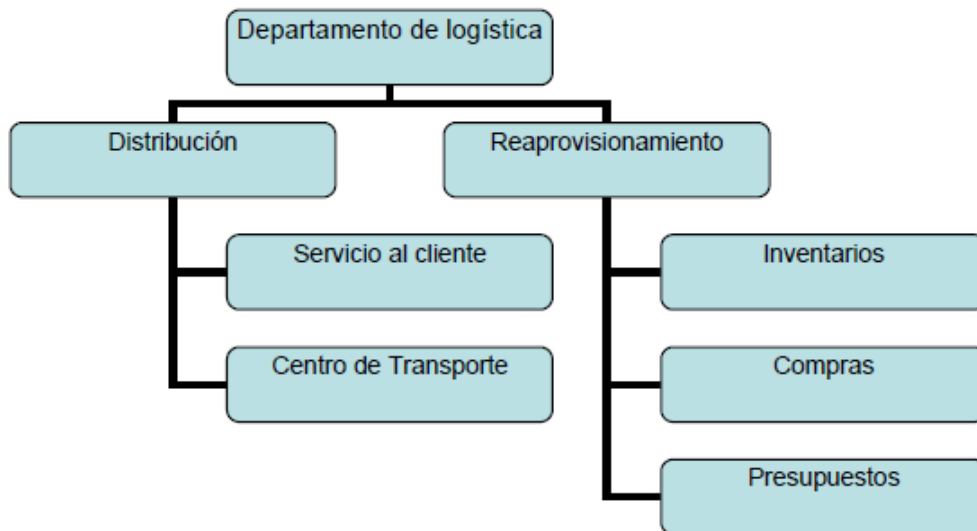 Departamento de logística
Distribución
Reaprovisionamiento
Servicio al cliente
Inventarios
Centro de Transporte
Compras
Presupuestos